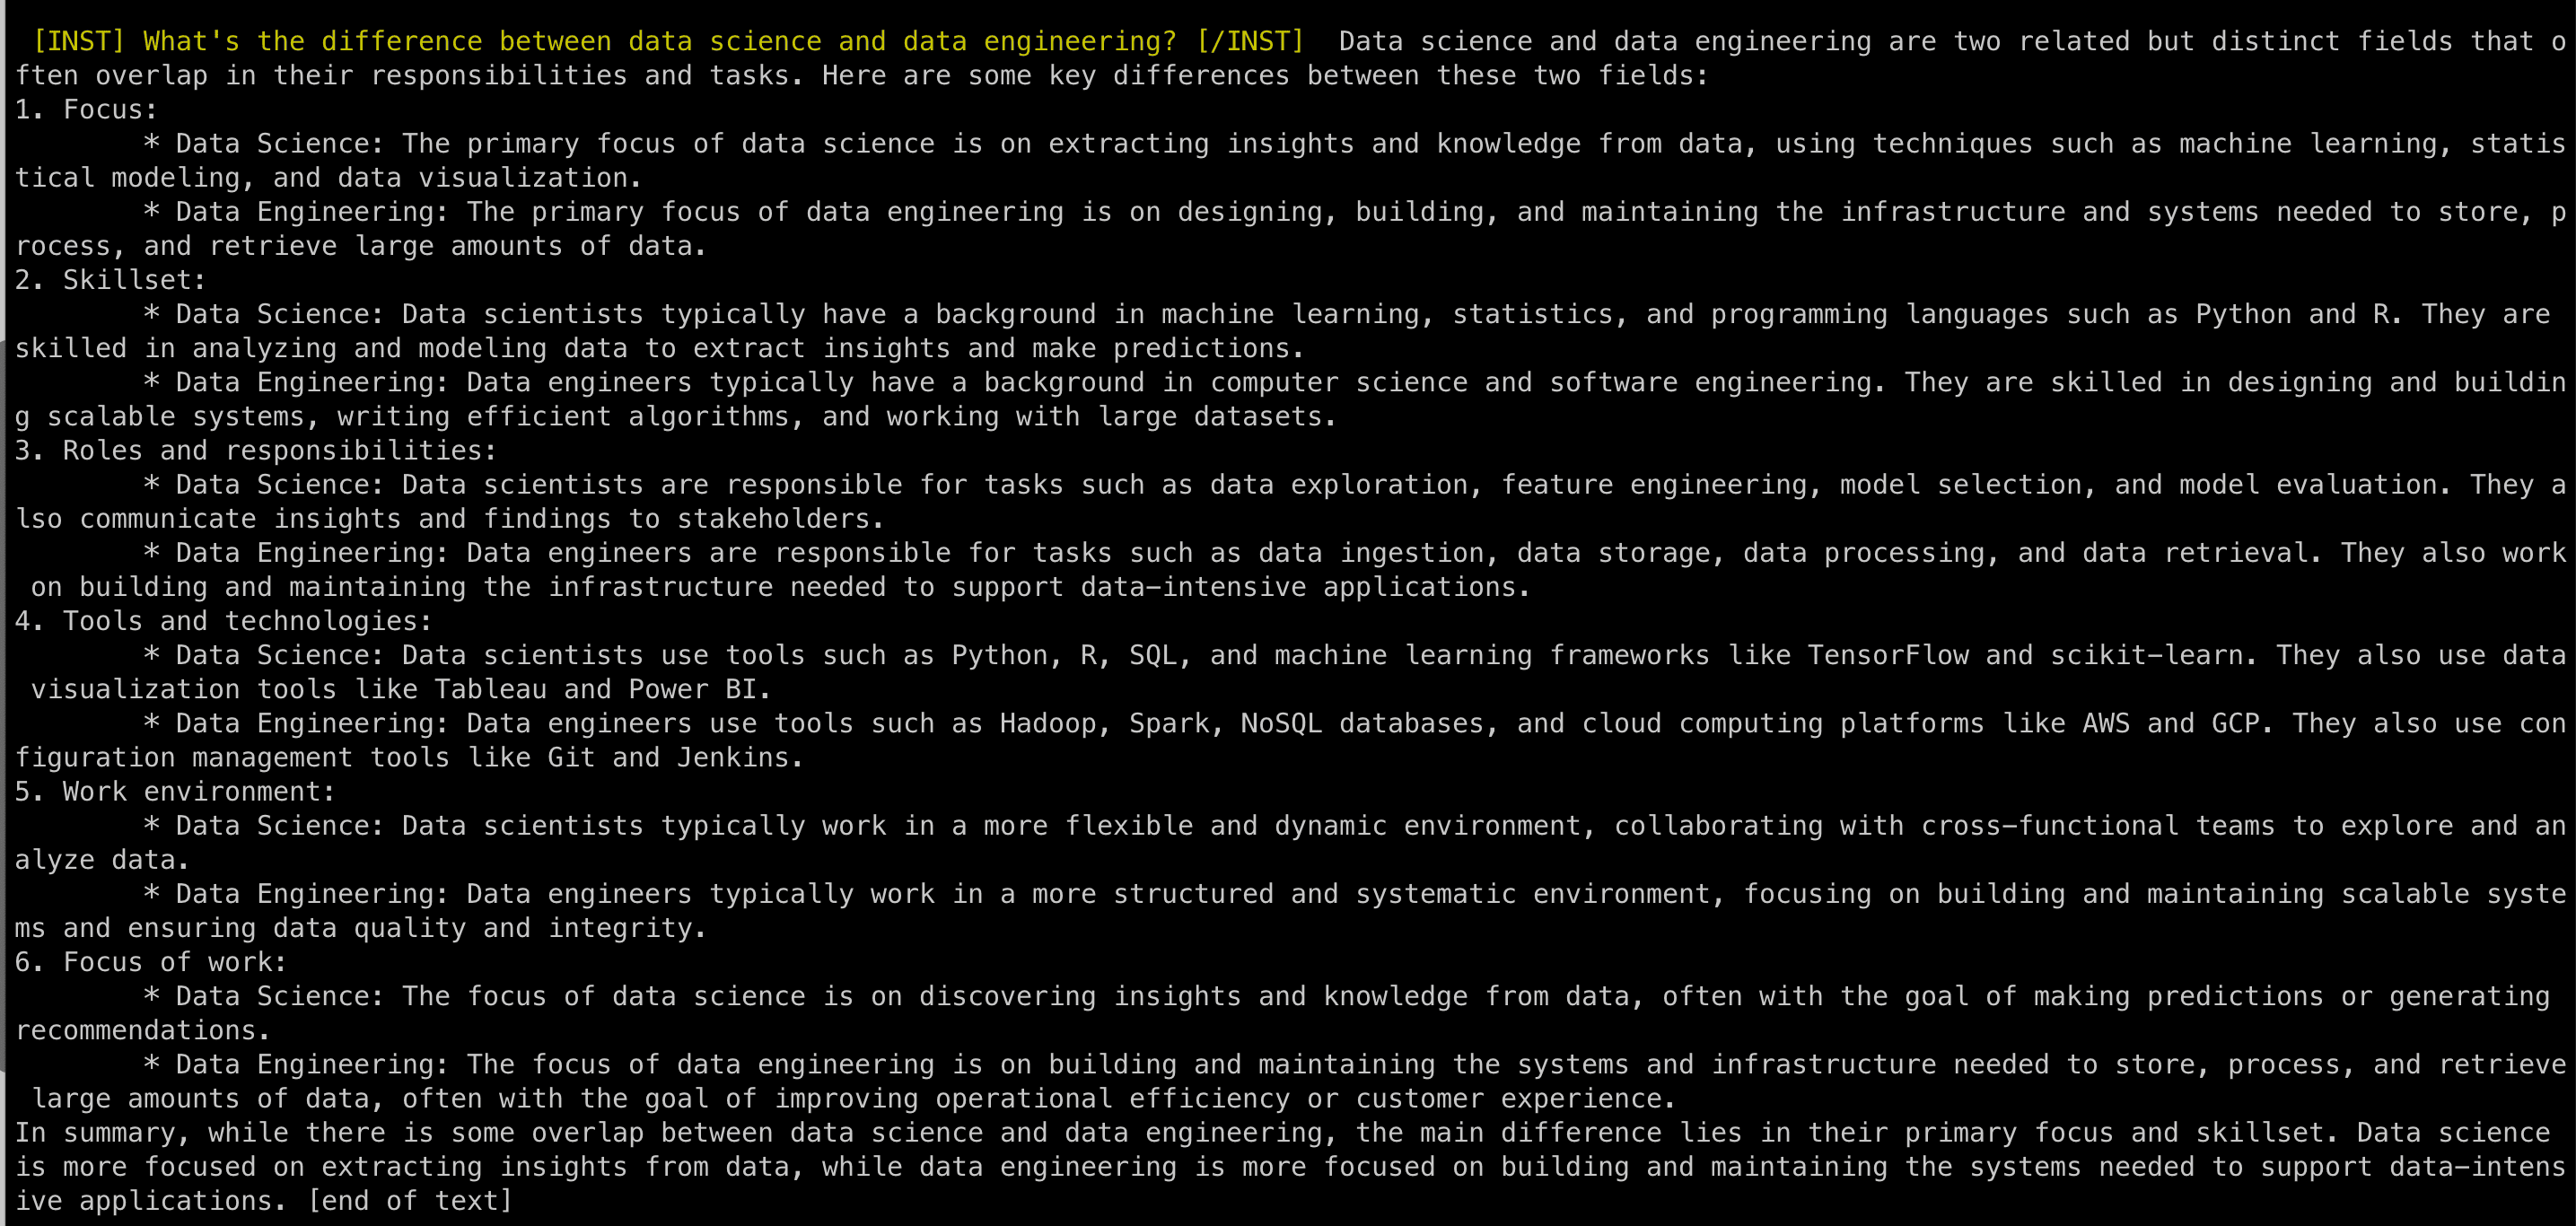 [INST] What's the difference between data science and data engineering? [/INST]  Data science and data engineering are two related but distinct fields that o
ften overlap in their responsibilities and tasks. Here are some key differences between these two fields:
1. Focus:
        * Data Science: The primary focus of data science is on extracting insights and knowledge from data, using techniques such as machine learning, statis
tical modeling, and data visualization.
        * Data Engineering: The primary focus of data engineering is on designing, building, and maintaining the infrastructure and systems needed to store, p
rocess, and retrieve large amounts of data.
2. Skillset:
        * Data Science: Data scientists typically have a background in machine learning, statistics, and programming languages such as Python and R. They are
skilled in analyzing and modeling data to extract insights and make predictions.
        * Data Engineering: Data engineers typically have a background in computer science and software engineering. They are skilled in designing and buildin
g scalable systems, writing efficient algorithms, and working with large datasets.
3. Roles and responsibilities:
        * Data Science: Data scientists are responsible for tasks such as data exploration, feature engineering, model selection, and model evaluation. They a
lso communicate insights and findings to stakeholders.
        * Data Engineering: Data engineers are responsible for tasks such as data ingestion, data storage, data processing, and data retrieval. They also work
 on building and maintaining the infrastructure needed to support data-intensive applications.
4. Tools and technologies:
        * Data Science: Data scientists use tools such as Python, R, SQL, and machine learning frameworks like TensorFlow and scikit-learn. They also use data
 visualization tools like Tableau and Power BI.
        * Data Engineering: Data engineers use tools such as Hadoop, Spark, NoSQL databases, and cloud computing platforms like AWS and GCP. They also use con
figuration management tools like Git and Jenkins.
5. Work environment:
        * Data Science: Data scientists typically work in a more flexible and dynamic environment, collaborating with cross-functional teams to explore and an
alyze data.
        * Data Engineering: Data engineers typically work in a more structured and systematic environment, focusing on building and maintaining scalable syste
ms and ensuring data quality and integrity.
6. Focus of work:
        * Data Science: The focus of data science is on discovering insights and knowledge from data, often with the goal of making predictions or generating
recommendations.
        * Data Engineering: The focus of data engineering is on building and maintaining the systems and infrastructure needed to store, process, and retrieve
 large amounts of data, often with the goal of improving operational efficiency or customer experience.
In summary, while there is some overlap between data science and data engineering, the main difference lies in their primary focus and skillset. Data science
is more focused on extracting insights from data, while data engineering is more focused on building and maintaining the systems needed to support data-intens
ive applications. [end of text]